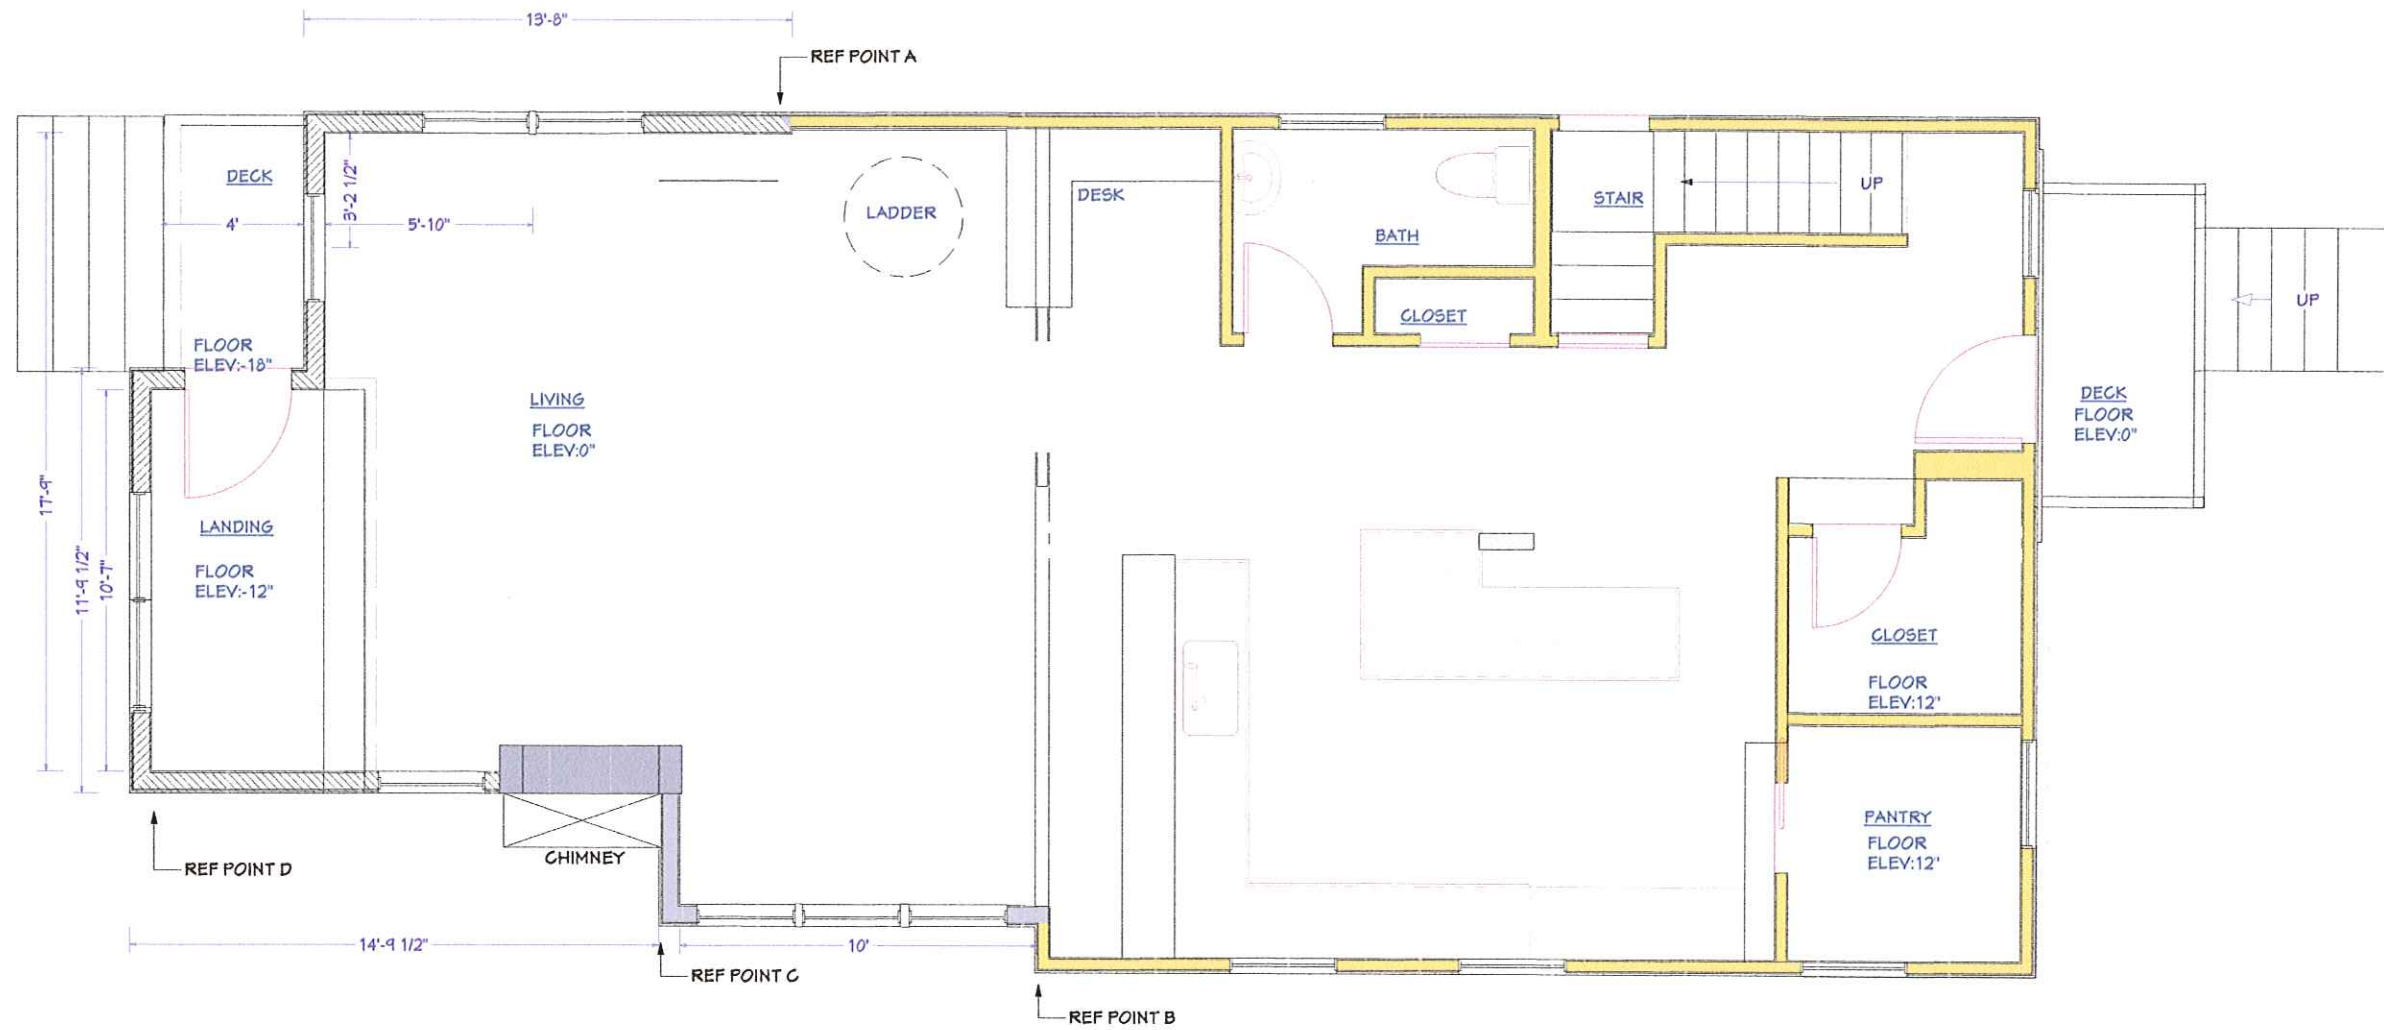 13'-8"
REF POINT A
DECK
4'
3'-2 1/2"
5'-10"
LADDER
DESK
BATH
STAIR
UP
CLOSET
UP
FLOOR
ELEV:-18"
LIVING
FLOOR
ELEV:0"
DECK
FLOOR
ELEV:0"
17'-9"
11'-9 1/2"
10'-7"
LANDING
FLOOR
ELEV:-12"
CLOSET
FLOOR
ELEV:12"
PANTRY
FLOOR
ELEV:12'
CHIMNEY
REF POINT D
14'-9 1/2"
10'
REF POINT C
REF POINT B